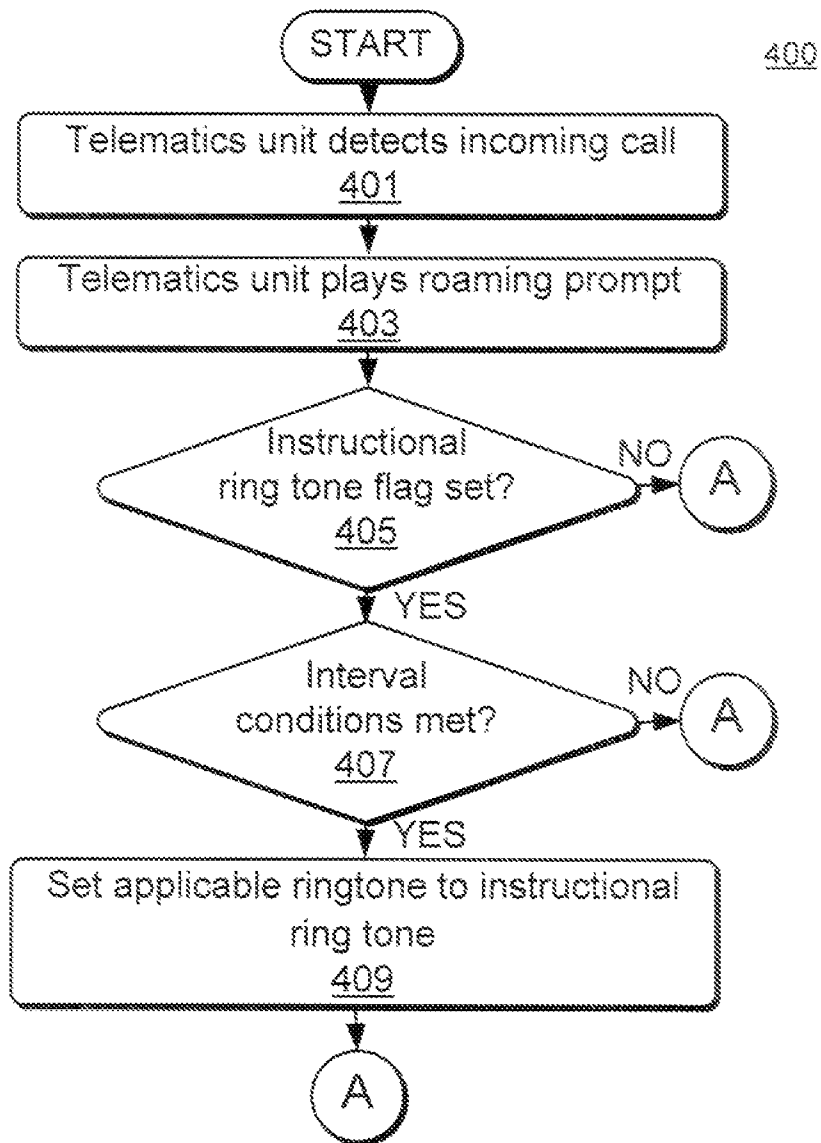 START
400
Telematics unit detects incoming call
401
Telematics unit plays roaming prompt
403
Instructional
ring tone flag set?
405
NO
A
YES
Interval
conditions met?
407
NO
A
YES
Set applicable ringtone to instructional
ring tone
409
A